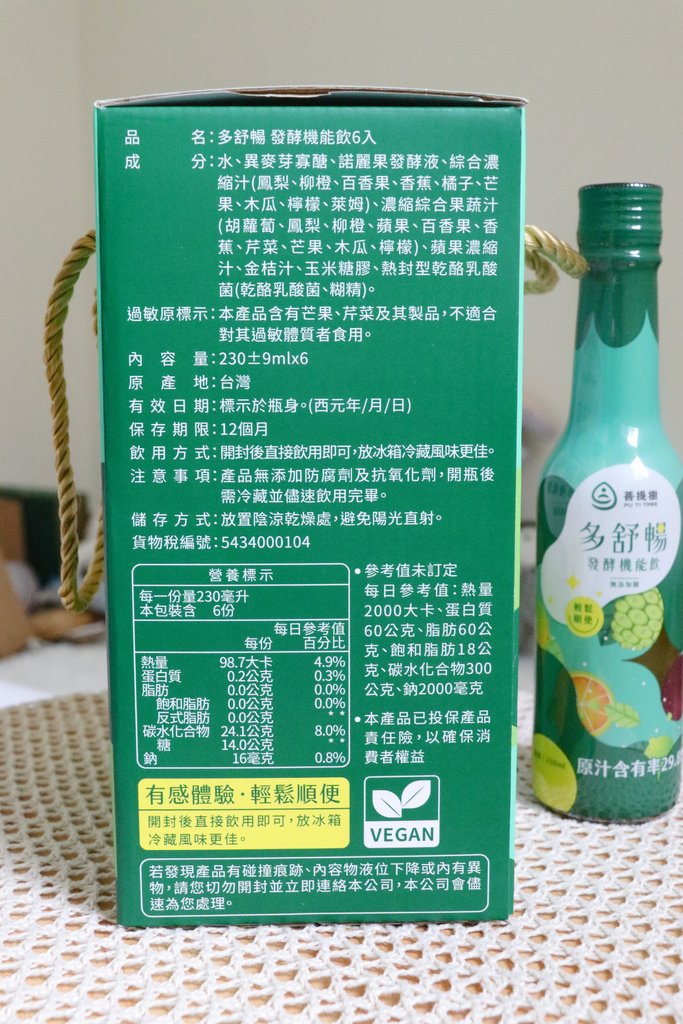 品名：多舒暢 發酵機能飲6入
成分：水、異麥芽寡醣、諾麗果發酵液、綜合濃
縮汁(鳳梨、柳橙、百香果、香蕉、橘子、芒
果、木瓜、檸檬、萊姆)、濃縮綜合果蔬汁
(胡蘿蔔、鳳梨、柳橙、蘋果、百香果、香
蕉、芹菜、芒果、木瓜、檸檬)、蘋果濃縮
汁、金桔汁、玉米糖膠、熱封型乾酪乳酸
菌(乾酪乳酸菌、糊精)。
過敏原標示：本產品含有芒果、芹菜及其製品，不適合
對其過敏體質者食用。
內容量：230±9mlx6
原產地：台灣
有效日期：標示於瓶身。(西元年/月/日)
保存期限：12個月
飲用方式：開封後直接飲用即可，放冰箱冷藏風味更佳。
注意事項：產品無添加防腐劑及抗氧化劑，開瓶後
需冷藏並儘速飲用完畢。
儲存方式：放置陰涼乾燥處，避免陽光直射。
貨物稅編號：5434000104
營養標示
每一份量230毫升
本包裝含 6份
每日參考值
每份 百分比
熱量 98.7大卡 4.9%
蛋白質 0.2公克 0.3%
脂肪 0.0公克 0.0%
飽和脂肪 0.0公克 0.0%
反式脂肪 0.0公克 **
碳水化合物 24.1公克 8.0%
糖 14.0公克 **
鈉 16毫克 0.8%
•參考值未訂定
每日參考值：熱量
2000大卡、蛋白質
60公克、脂肪60公
克、飽和脂肪18公
克、碳水化合物300
公克、鈉2000毫克
•本產品已投保產品
責任險，以確保消
費者權益
有感體驗·輕鬆順便
開封後直接飲用即可，放冰箱
冷藏風味更佳。
VEGAN
若發現產品有碰撞痕跡、內容物液位下降或內有異
物，請您切勿開封並立即連絡本公司，本公司會儘
速為您處理。
菩提樹
PU TI TREE
多舒暢
發酵機能飲
無添加糖
輕鬆
順便
原汁含有率29.